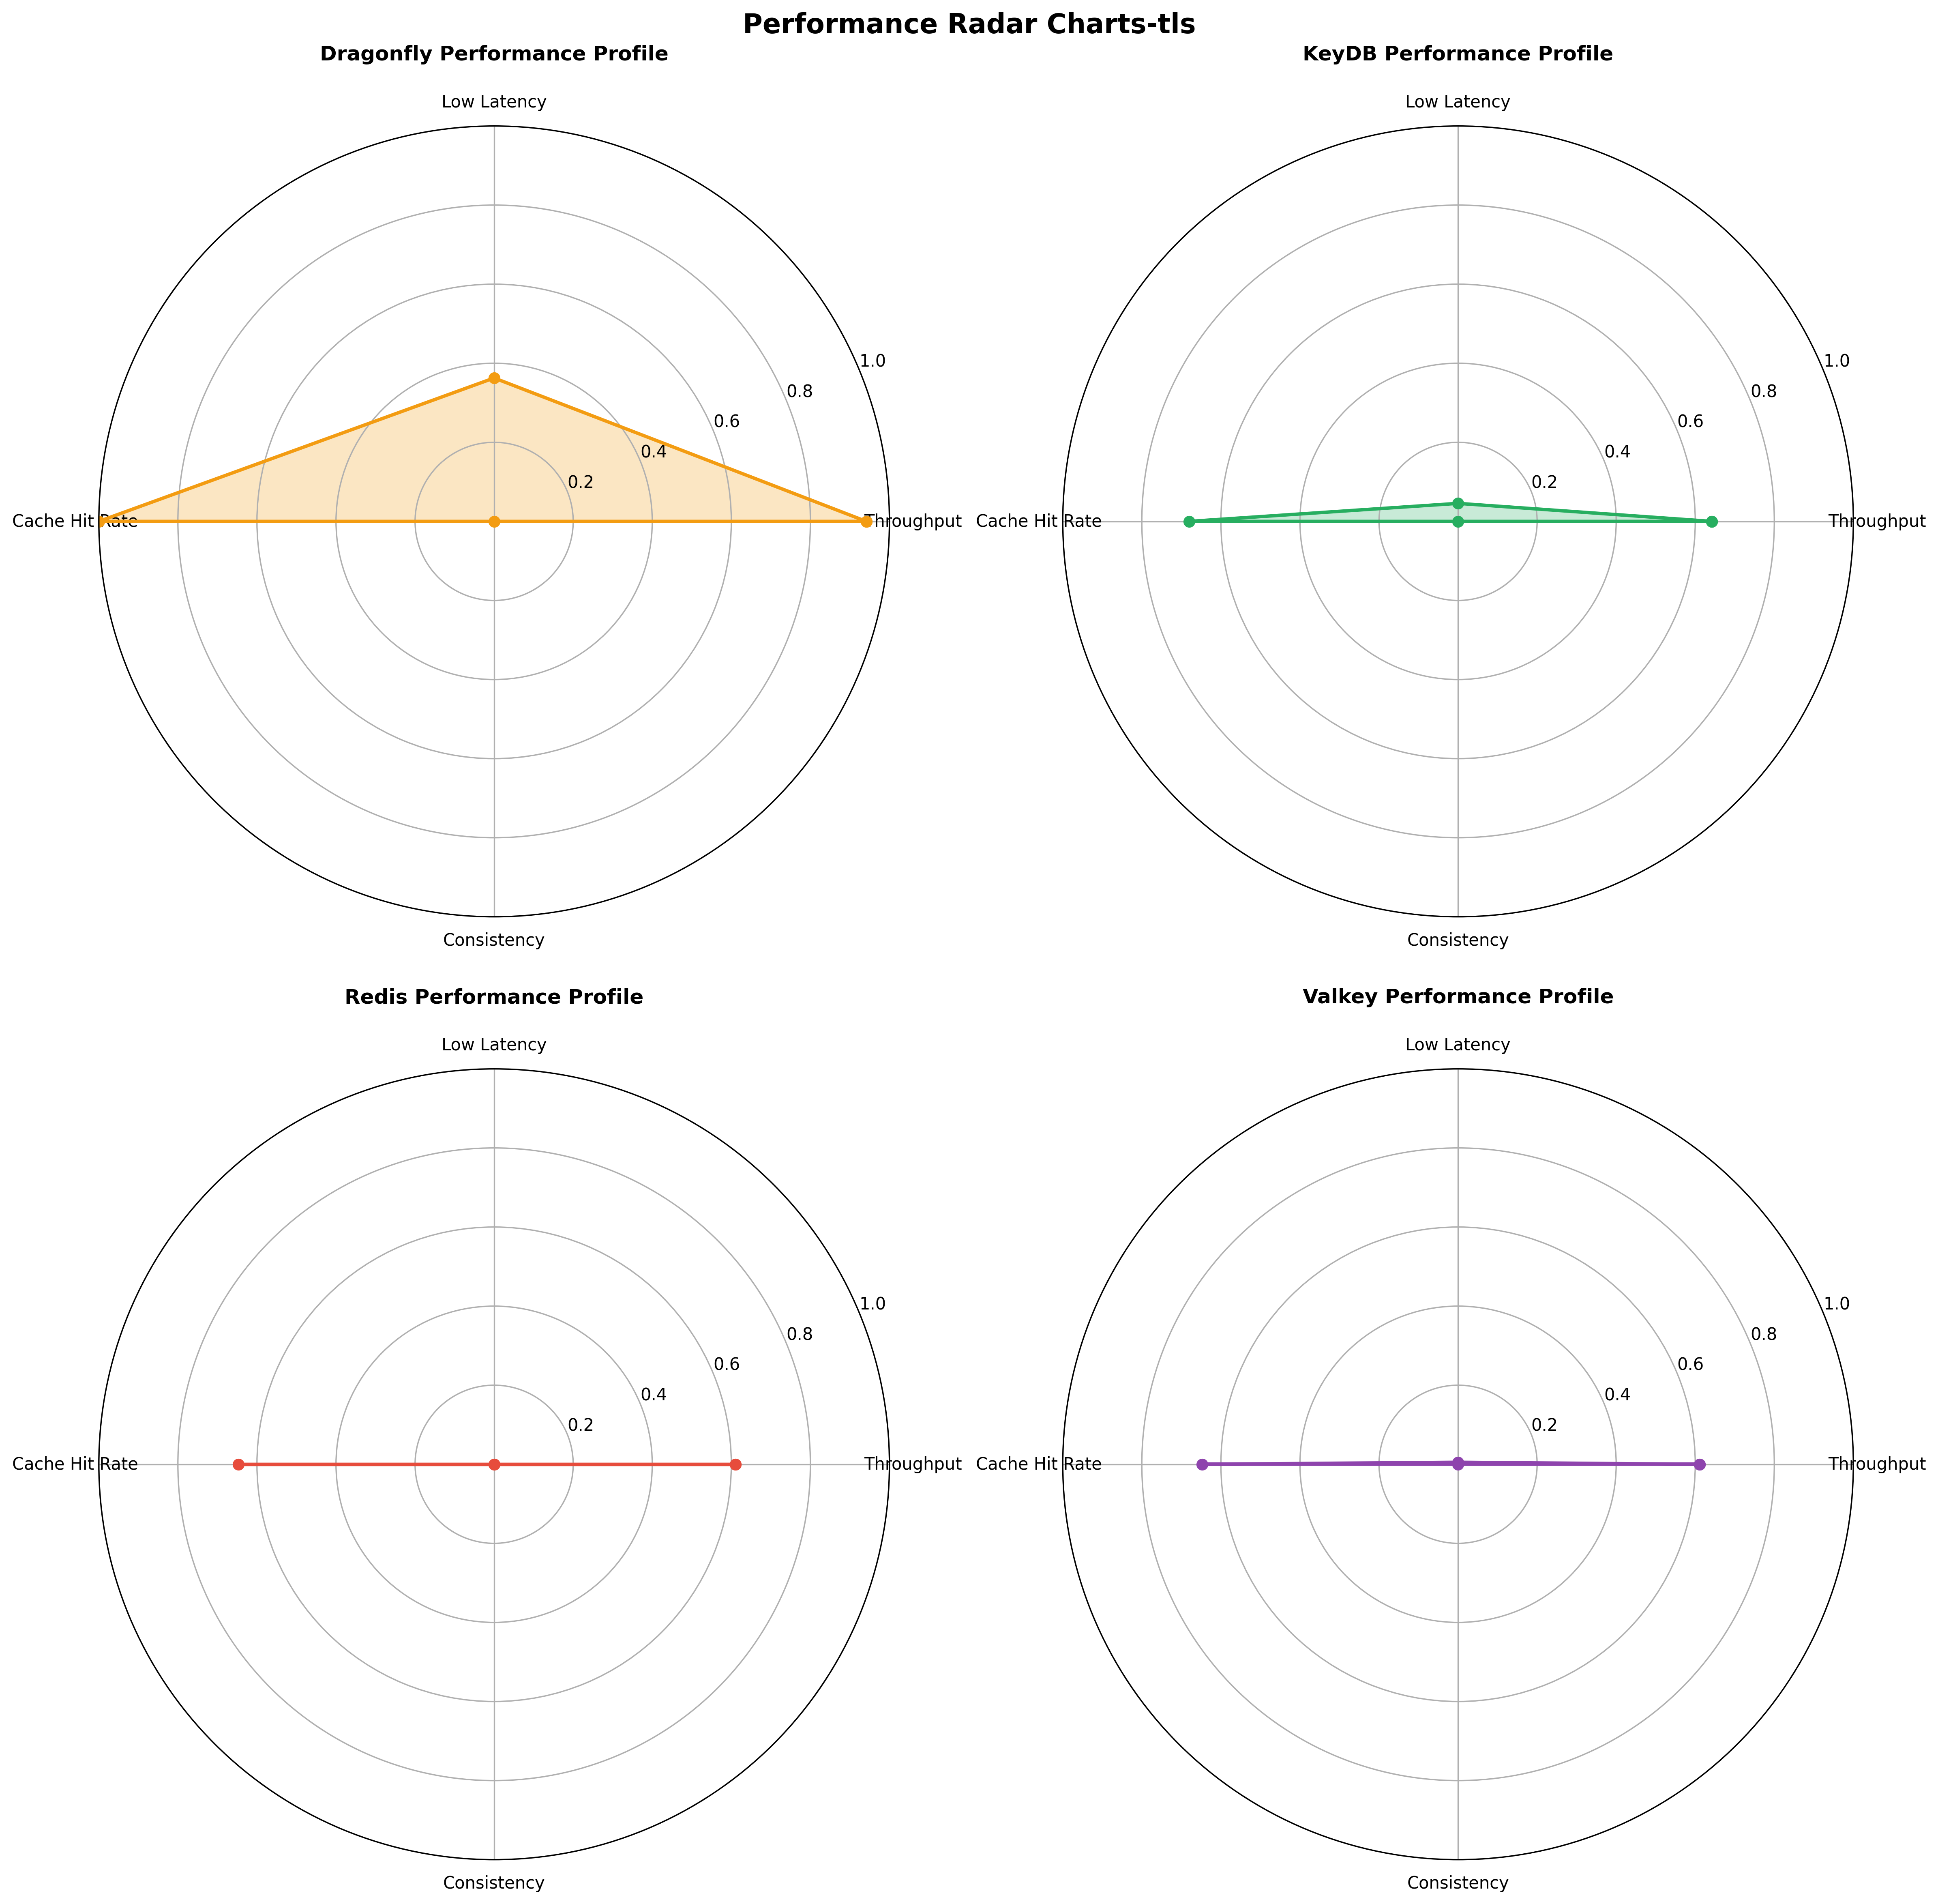 Performance Radar Charts-tls
Dragonfly Performance Profile
Low Latency
1.0
0.8
0.6
0.4
0.2
Cache Hit Rate
Throughput
Consistency
KeyDB Performance Profile
Low Latency
1.0
0.8
0.6
0.4
0.2
Cache Hit Rate
Throughput
Consistency
Redis Performance Profile
Low Latency
1.0
0.8
0.6
0.4
0.2
Cache Hit Rate
Throughput
Consistency
Valkey Performance Profile
Low Latency
1.0
0.8
0.6
0.4
0.2
Cache Hit Rate
Throughput
Consistency